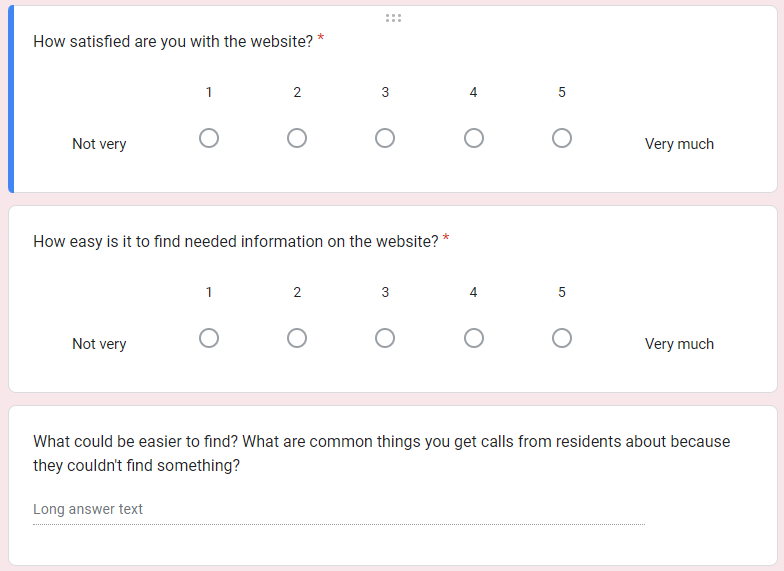 How satisfied are you with the website? *
1 2 3 4 5
Not very Very much
How easy is it to find needed information on the website? *
1 2 3 4 5
Not very Very much
What could be easier to find? What are common things you get calls from residents about because
they couldn't find something?
Long answer text